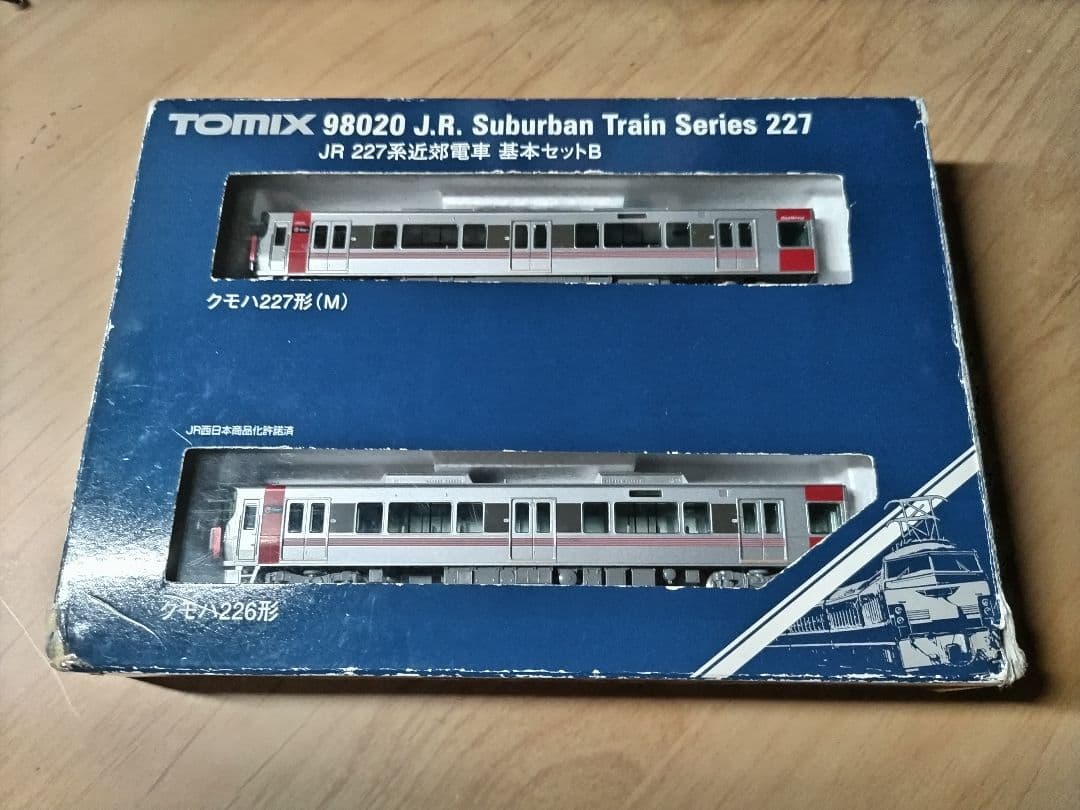 TOMIX 98020 J.R. Suburban Train Series 227
JR 227系近郊電車 基本セットB
クモハ227形(M)
JR西日本商品化許諾済
クモハ226形